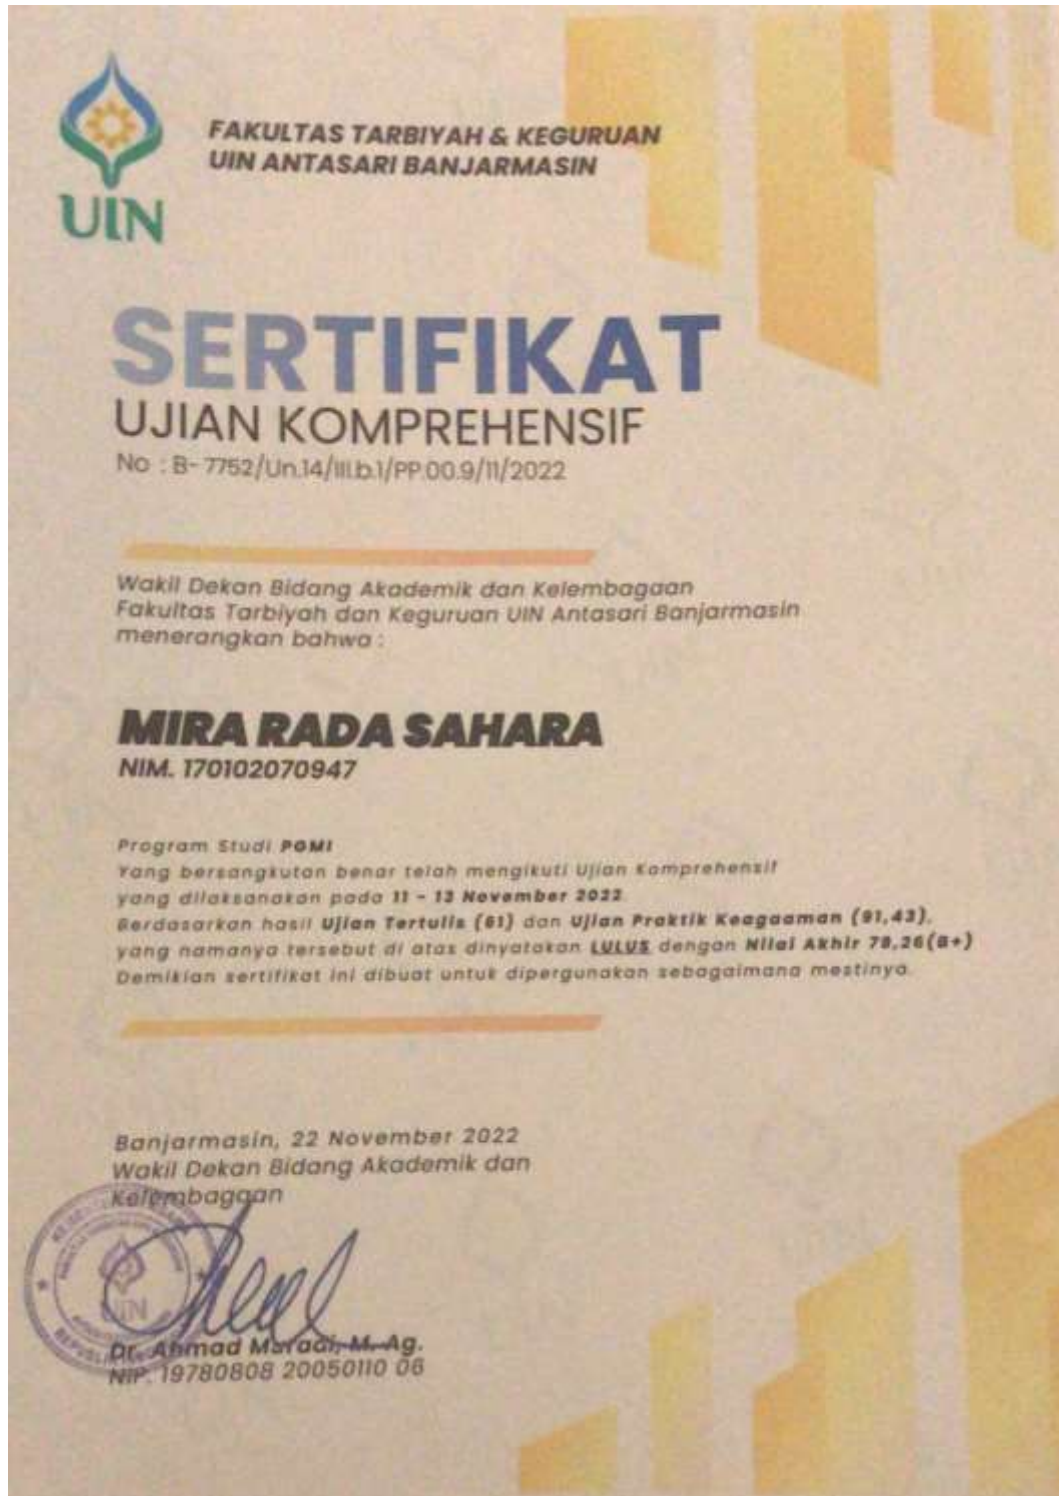 UIN
FAKULTAS TARBIYAH & KEGURUAN
UIN ANTASARI BANJARMASIN
SERTIFIKAT
UJIAN KOMPREHENSIF
No : B- 7752/Un.14/III.b.1/PP.00.9/11/2022
Wakil Dekan Bidang Akademik dan Kelembagaan
Fakultas Tarbiyah dan Keguruan UIN Antasari Banjarmasin
menerangkan bahwa :
MIRA RADA SAHARA
NIM. 170102070947
Program Studi PGMI
Yang bersangkutan benar telah mengikuti Ujian Komprehensif
yang dilaksanakan pada 11 - 13 November 2022.
Berdasarkan hasil Ujian Tertulis (61) dan Ujian Praktik Keagaaman (91,43),
yang namanya tersebut di atas dinyatakan LULUS dengan Nilai Akhir 79,26(B+)
Demikian sertifikat ini dibuat untuk dipergunakan sebagaimana mestinya.
Banjarmasin, 22 November 2022
Wakil Dekan Bidang Akademik dan
Kelembagaan
UIN
Dr. Ahmad Muradi, M. Ag.
NIP. 19780808 20050110 06